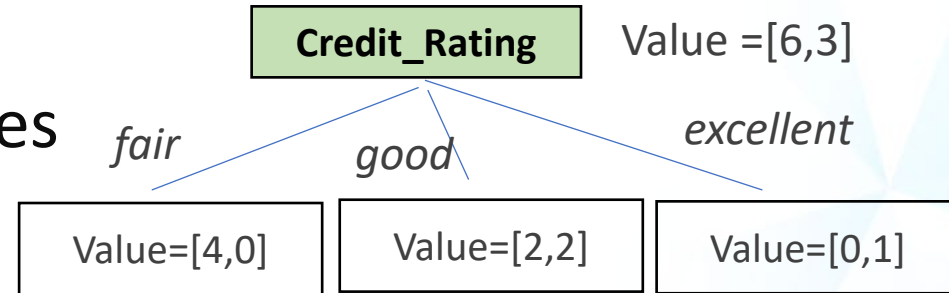 Credit_Rating
Value =[6,3]
es
fair
good
excellent
Value=[4,0]
Value=[2,2]
Value=[0,1]